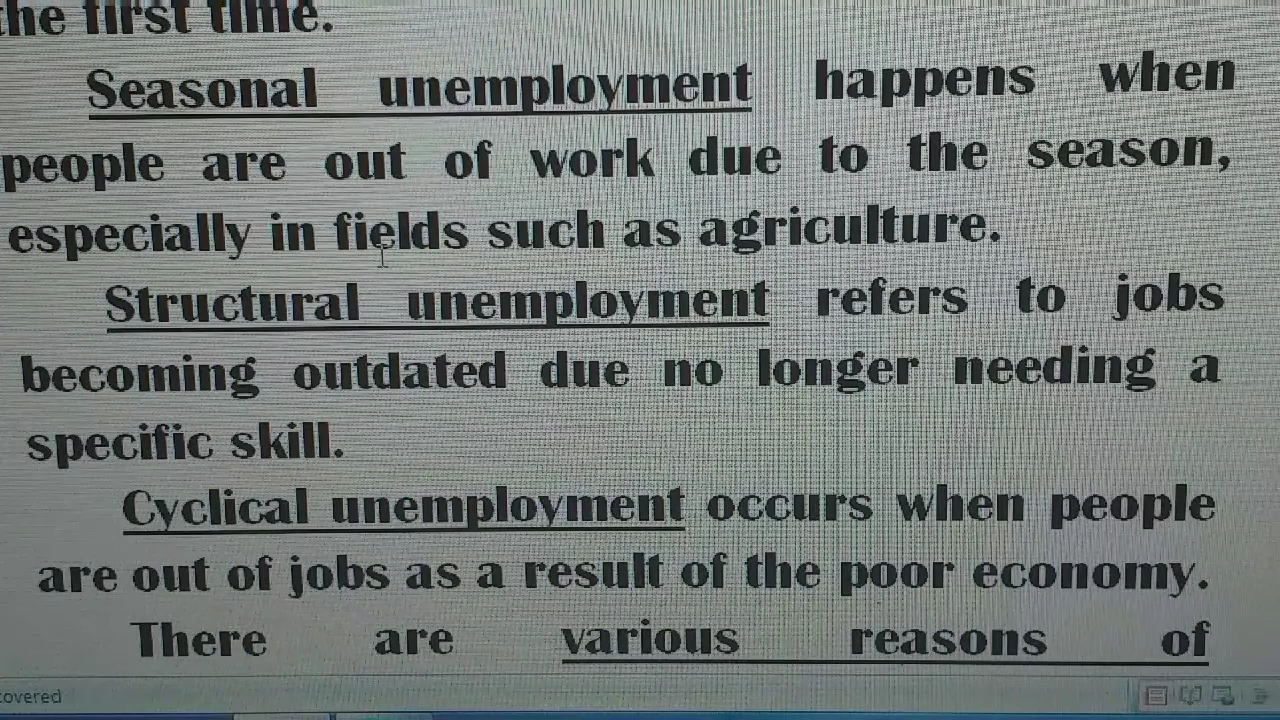 the first time.
Seasonal unemployment happens when
people are out of work due to the season,
especially in fields such as agriculture.
Structural unemployment refers to jobs
becoming outdated due no longer needing a
specific skill.
Cyclical unemployment occurs when people
are out of jobs as a result of the poor economy.
There are various reasons of
covered